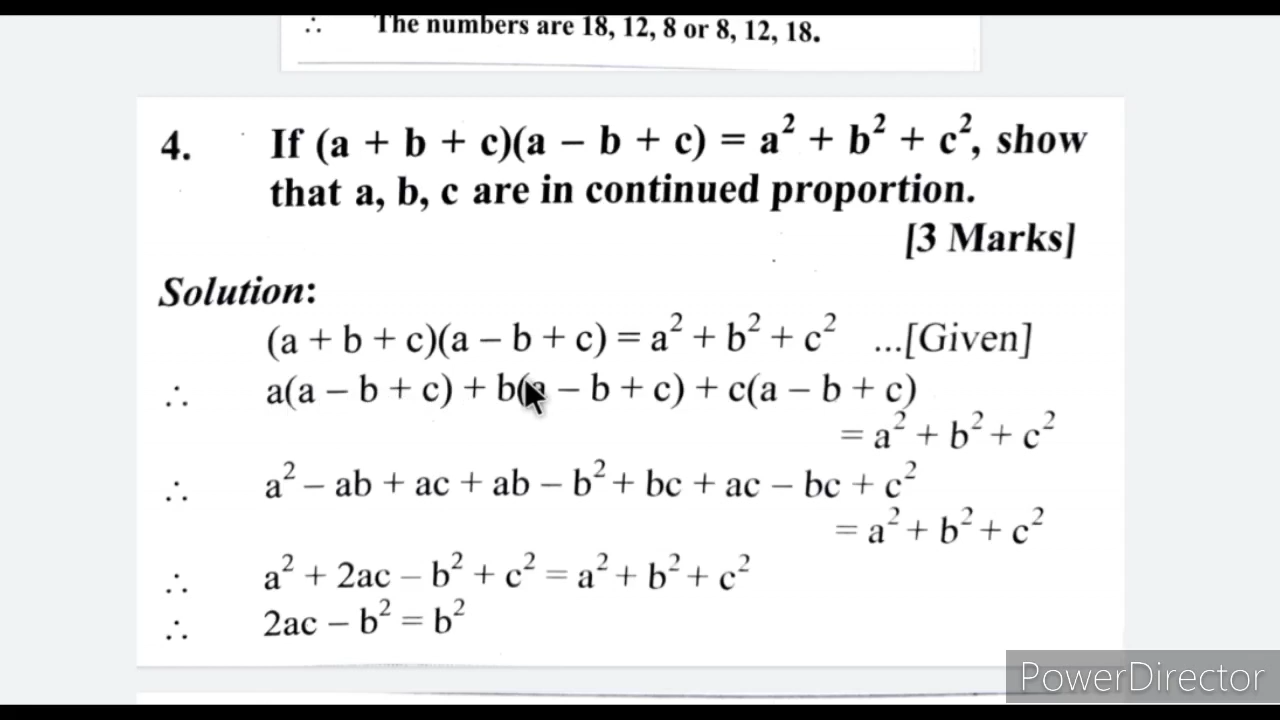 ∴ The numbers are 18, 12, 8 or 8, 12, 18.
4. If (a + b + c)(a – b + c) = a² + b² + c², show
that a, b, c are in continued proportion.
[3 Marks]
Solution:
(a + b + c)(a – b + c) = a² + b² + c² ...[Given]
∴ a(a – b + c) + b(a – b + c) + c(a – b + c)
= a² + b² + c²
∴ a² – ab + ac + ab – b² + bc + ac – bc + c²
= a² + b² + c²
∴ a² + 2ac – b² + c² = a² + b² + c²
∴ 2ac – b² = b²
PowerDirector